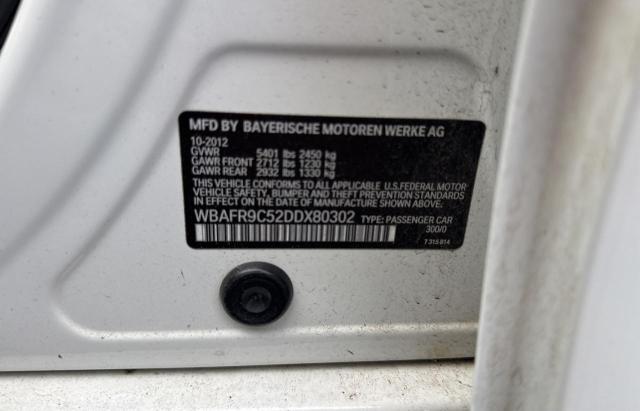 MFD BY BAYERISCHE MOTOREN WERKE AG
10-2012
GVWR 5401 lbs 2450 kg
GAWR FRONT 2712 lbs 1230 kg
GAWR REAR 2932 lbs 1330 kg
THIS VEHICLE CONFORMS TO ALL APPLICABLE U.S. FEDERAL MOTOR
VEHICLE SAFETY, BUMPER AND THEFT PREVENTION STANDARDS
IN EFFECT ON THE DATE OF MANUFACTURE SHOWN ABOVE.
WBAFR9C52DDX80302 TYPE: PASSENGER CAR
300/0
7 315 814